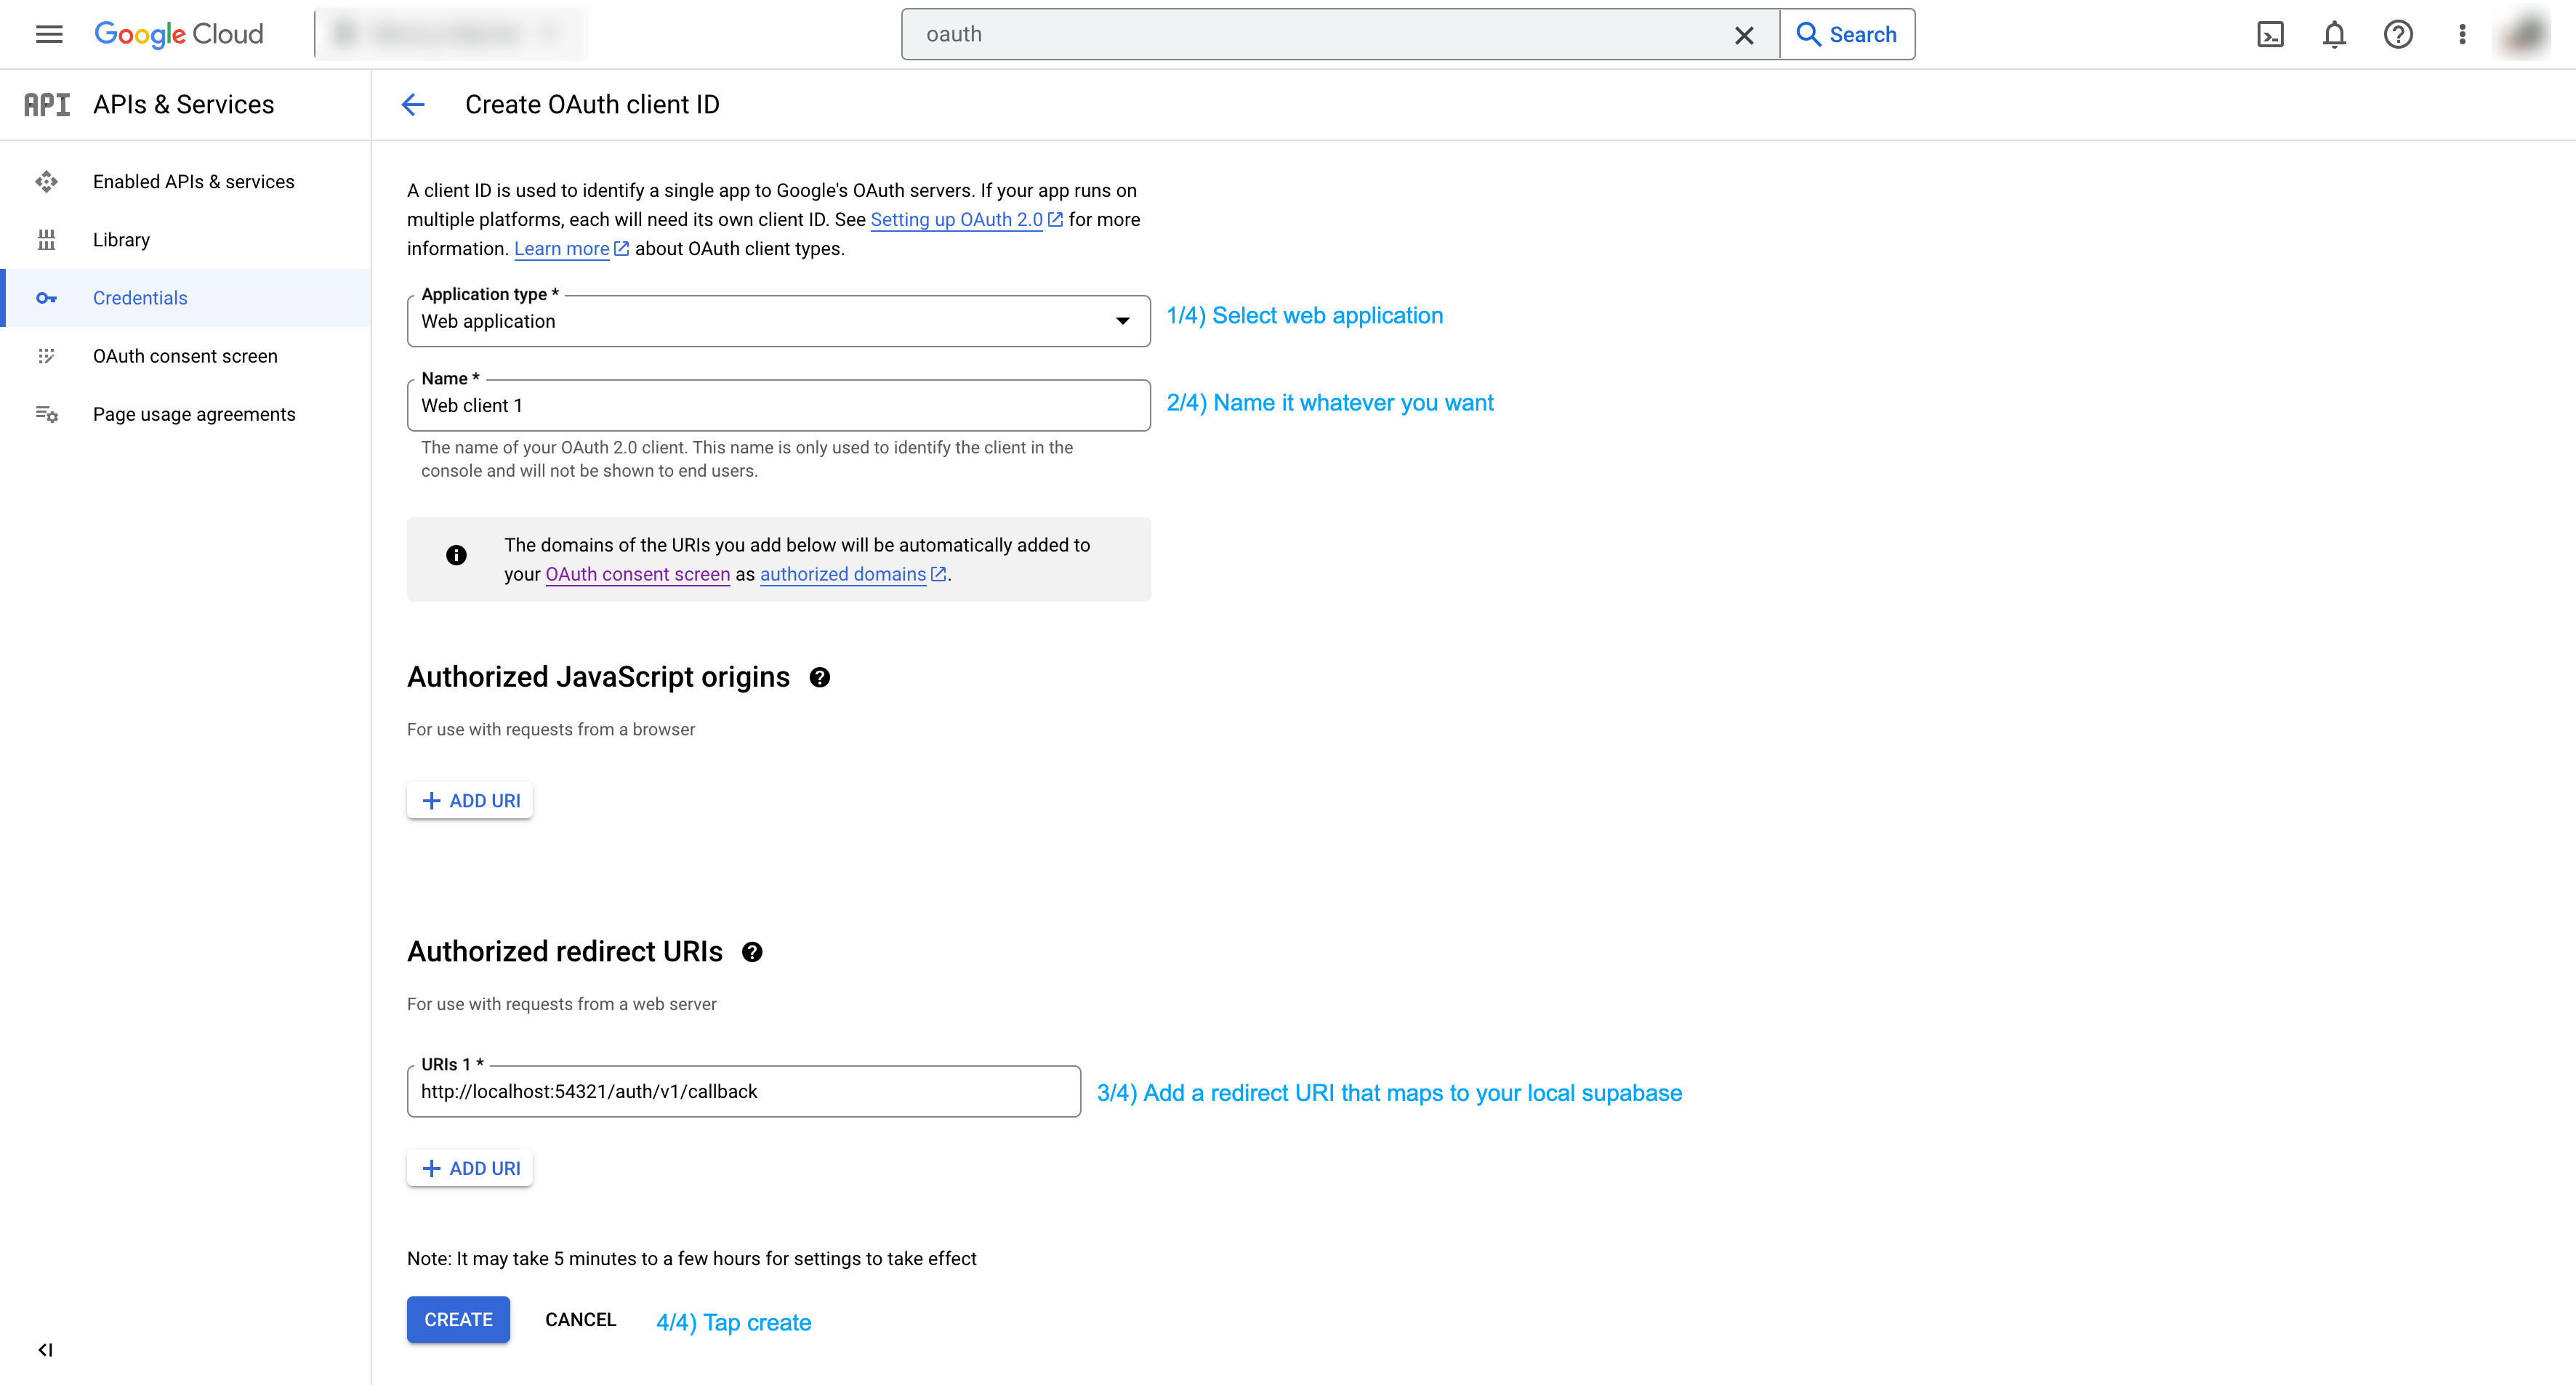 Google Cloud
oauth
Search
API APIs & Services
Create OAuth client ID
Enabled APIs & services
Library
Credentials
OAuth consent screen
Page usage agreements
A client ID is used to identify a single app to Google's OAuth servers. If your app runs on
multiple platforms, each will need its own client ID. See Setting up OAuth 2.0 for more
information. Learn more about OAuth client types.
Application type *
Web application
1/4) Select web application
Name *
Web client 1
2/4) Name it whatever you want
The name of your OAuth 2.0 client. This name is only used to identify the client in the
console and will not be shown to end users.
The domains of the URIs you add below will be automatically added to
your OAuth consent screen as authorized domains.
Authorized JavaScript origins
For use with requests from a browser
+ ADD URI
Authorized redirect URIs
For use with requests from a web server
URIs 1 *
http://localhost:54321/auth/v1/callback
3/4) Add a redirect URI that maps to your local supabase
+ ADD URI
Note: It may take 5 minutes to a few hours for settings to take effect
CREATE
CANCEL
4/4) Tap create